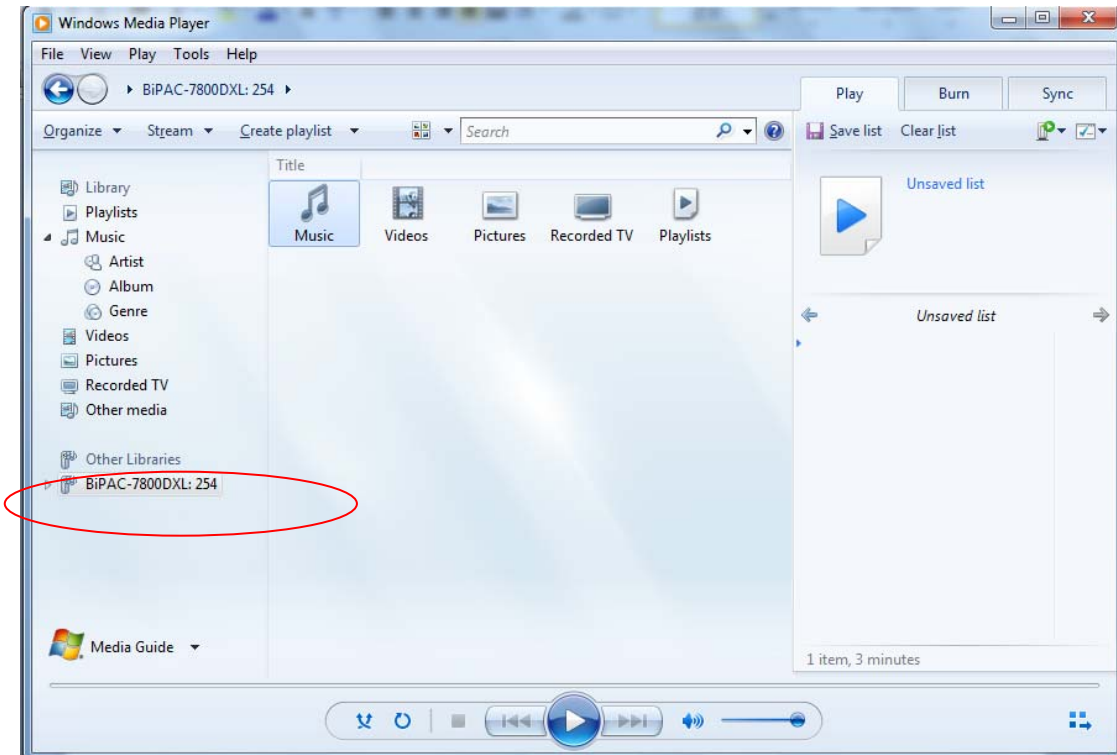 Windows Media Player
File View Play Tools Help
BiPAC-7800DXL: 254
Play Burn Sync
Organize Stream Create playlist Search Save list Clear list
Title
Library
Playlists
Music
Artist
Album
Genre
Videos
Pictures
Recorded TV
Other media
Other Libraries
BiPAC-7800DXL: 254
Media Guide
Music Videos Pictures Recorded TV Playlists
Unsaved list
Unsaved list
1 item, 3 minutes